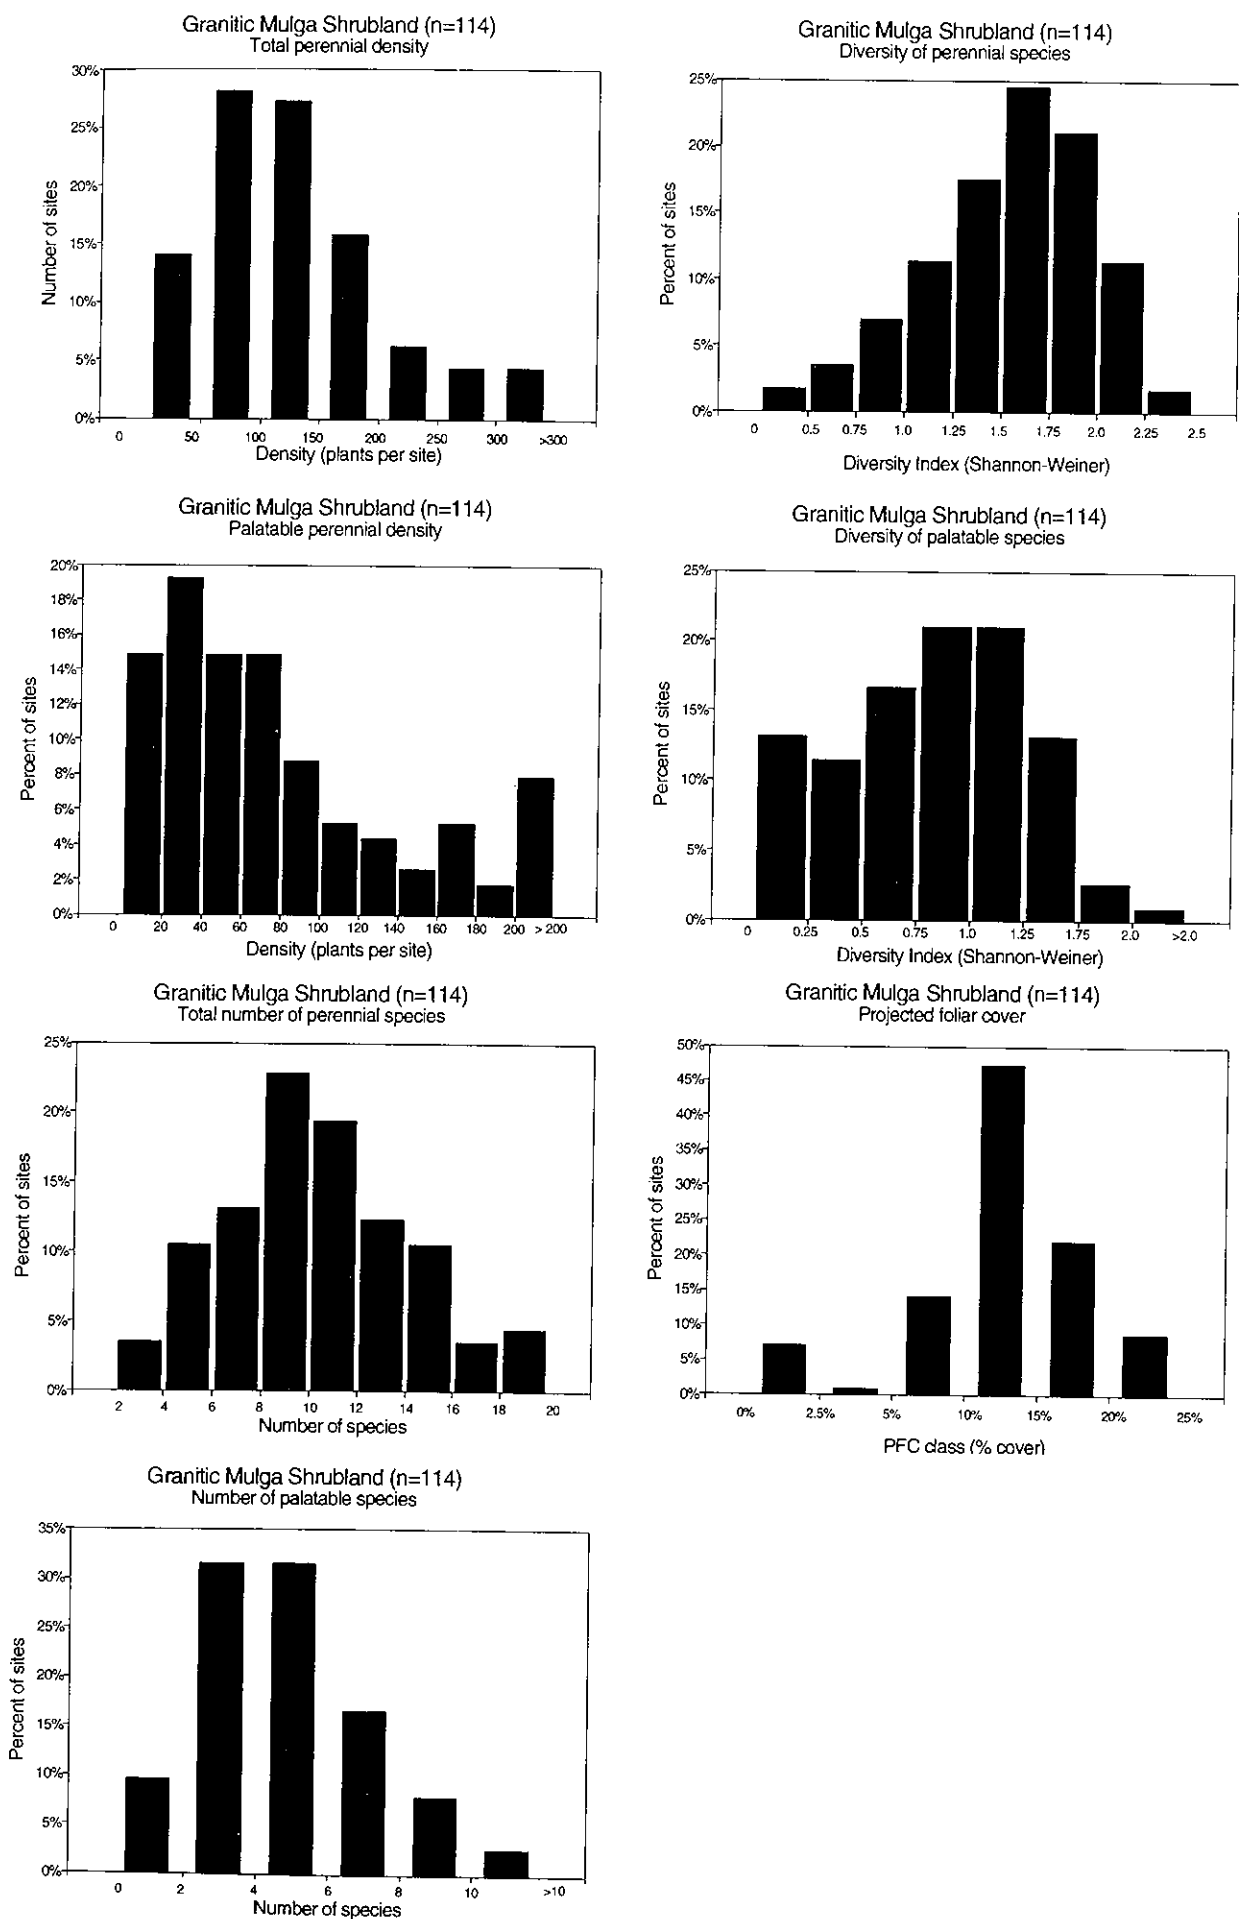 Granitic Mulga Shrubland (n=114)
Total perennial density
30%
25%
20%
15%
10%
5%
0%
Number of sites
0 50 100 150 200 250 300 >300
Density (plants per site)
Granitic Mulga Shrubland (n=114)
Diversity of perennial species
25%
20%
15%
10%
5%
0%
Percent of sites
0 0.5 0.75 1.0 1.25 1.5 1.75 2.0 2.25 2.5
Diversity Index (Shannon-Weiner)
Granitic Mulga Shrubland (n=114)
Palatable perennial density
20%
18%
16%
14%
12%
10%
8%
6%
4%
2%
0%
Percent of sites
0 20 40 60 80 100 120 140 160 180 200 > 200
Density (plants per site)
Granitic Mulga Shrubland (n=114)
Diversity of palatable species
25%
20%
15%
10%
5%
0%
Percent of sites
0 0.25 0.5 0.75 1.0 1.25 1.75 2.0 >2.0
Diversity Index (Shannon-Weiner)
Granitic Mulga Shrubland (n=114)
Total number of perennial species
25%
20%
15%
10%
5%
0%
Percent of sites
2 4 6 8 10 12 14 16 18 20
Number of species
Granitic Mulga Shrubland (n=114)
Projected foliar cover
50%
45%
40%
35%
30%
25%
20%
15%
10%
5%
0%
Percent of sites
0% 2.5% 5% 10% 15% 20% 25%
PFC class (% cover)
Granitic Mulga Shrubland (n=114)
Number of palatable species
35%
30%
25%
20%
15%
10%
5%
0%
Percent of sites
0 2 4 6 8 10 >10
Number of species